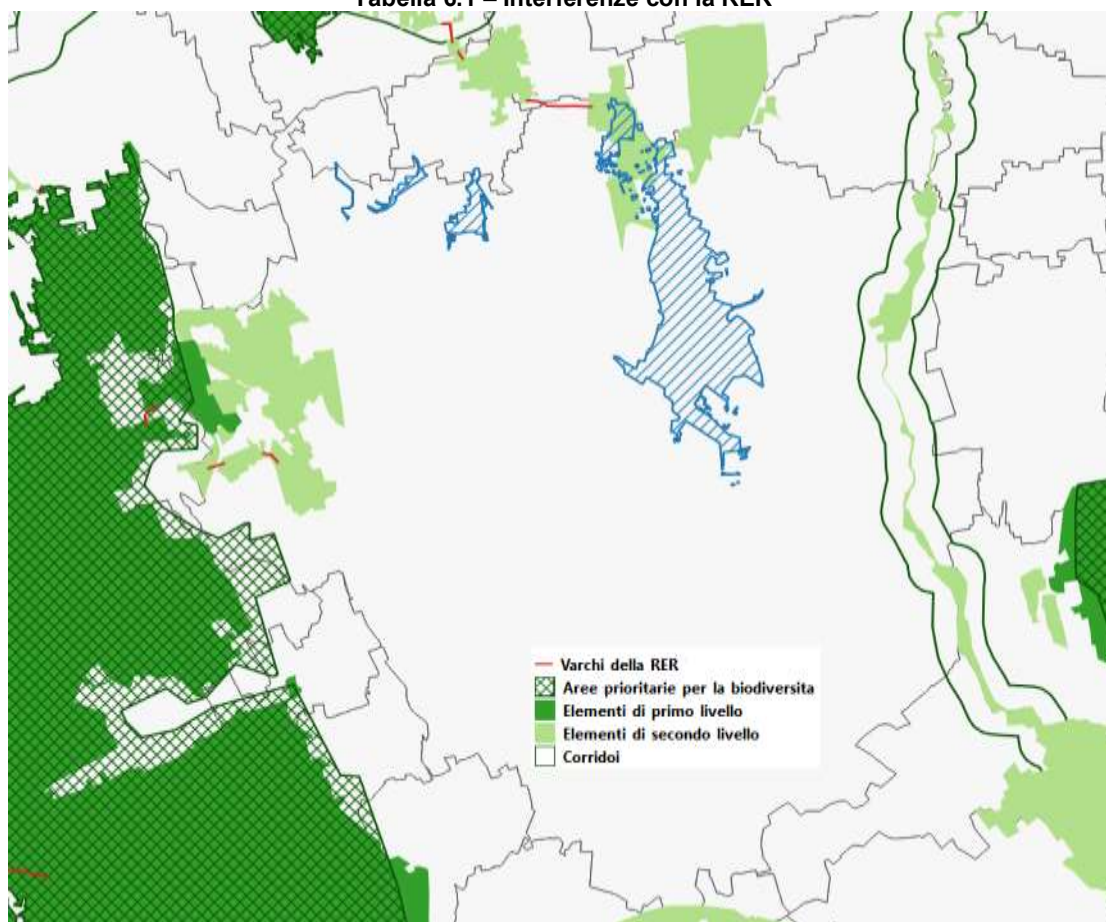 Tabella 6.1 – Interferenze con la RER
Varchi della RER
Aree prioritarie per la biodiversita
Elementi di primo livello
Elementi di secondo livello
Corridoi